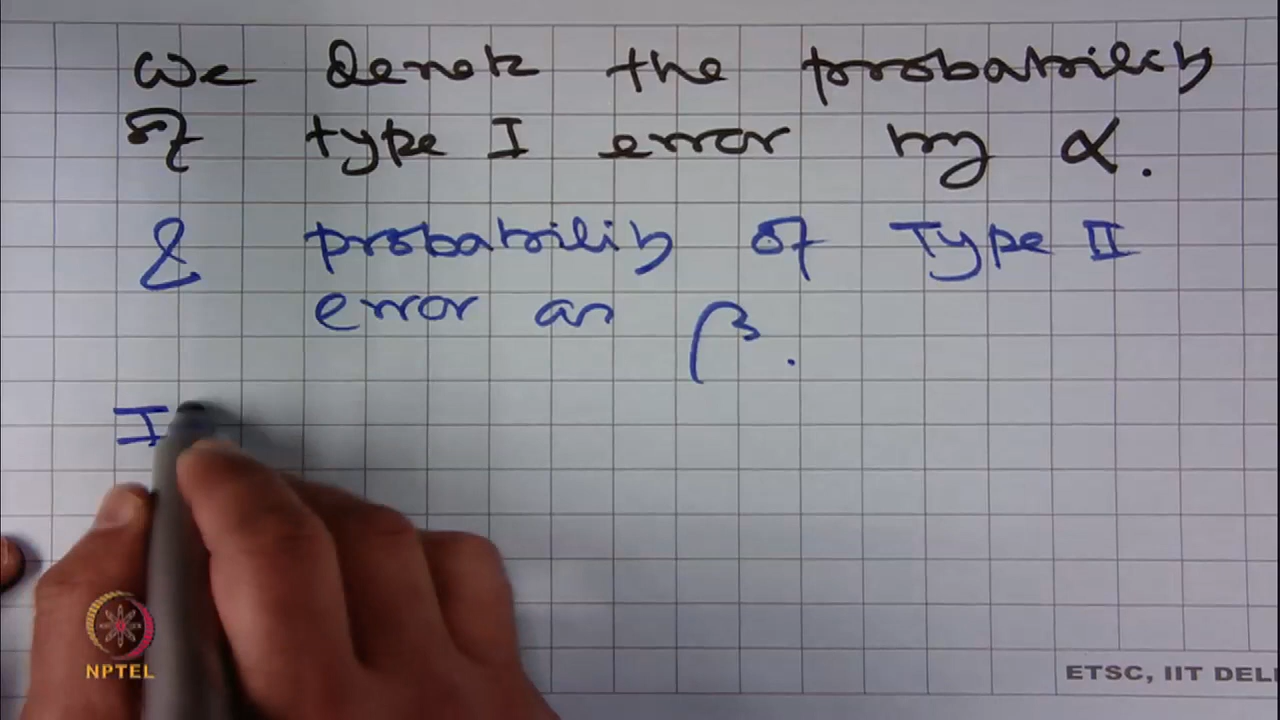 We Denote the probability
of type I error by α.
& probability of Type II
error as β.
I
NPTEL
ETSC, IIT DEL